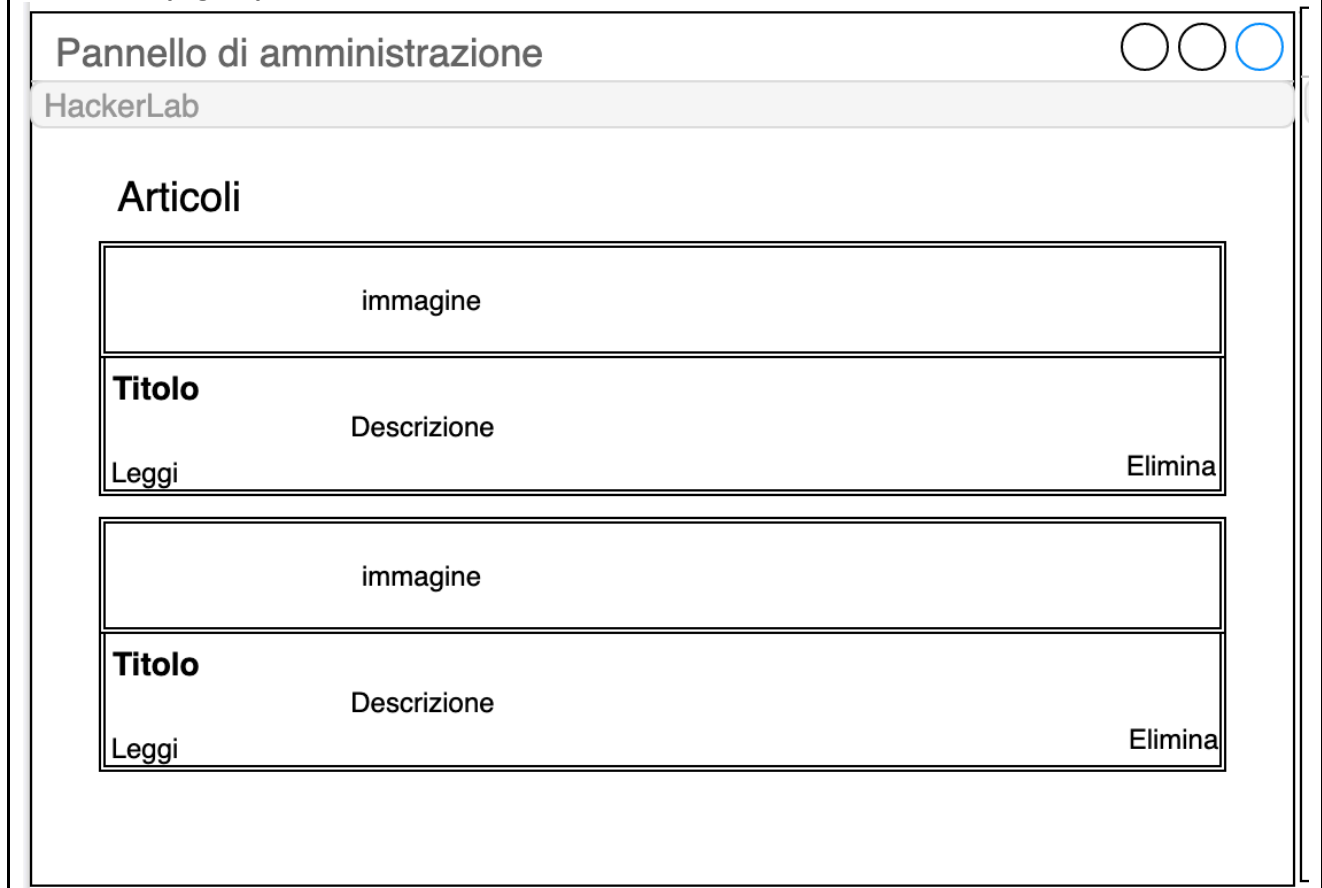 Pannello di amministrazione
HackerLab
Articoli
immagine
Titolo
Descrizione
Leggi
Elimina
immagine
Titolo
Descrizione
Leggi
Elimina